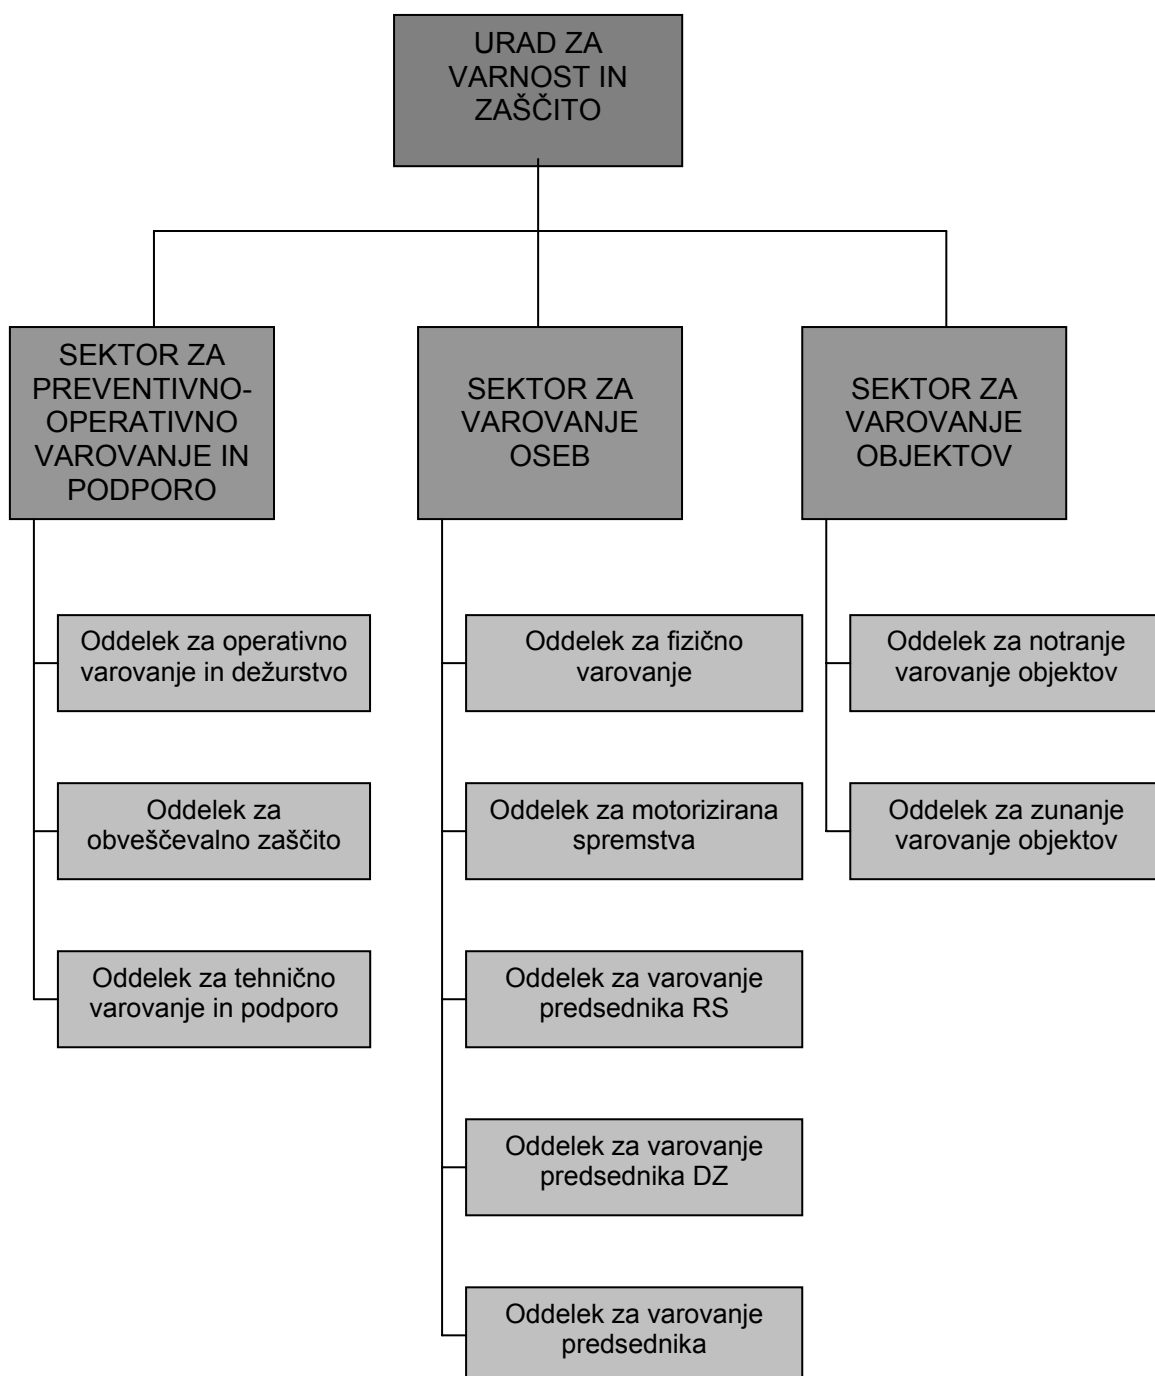 URAD ZA
VARNOST IN
ZAŠČITO
SEKTOR ZA
PREVENTIVNO-
OPERATIVNO
VAROVANJE IN
PODPORO
SEKTOR ZA
VAROVANJE
OSEB
SEKTOR ZA
VAROVANJE
OBJEKTOV
Oddelek za operativno
varovanje in dežurstvo
Oddelek za
obveščevalno zaščito
Oddelek za tehnično
varovanje in podporo
Oddelek za fizično
varovanje
Oddelek za motorizirana
spremstva
Oddelek za varovanje
predsednika RS
Oddelek za varovanje
predsednika DZ
Oddelek za varovanje
predsednika
Oddelek za notranje
varovanje objektov
Oddelek za zunanje
varovanje objektov